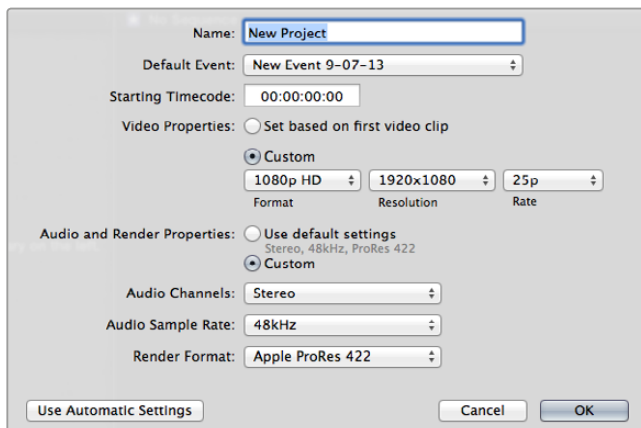 No Sequence
Name: New Project
Default Event: New Event 9-07-13
Starting Timecode: 00:00:00:00
Video Properties: Set based on first video clip
Custom
1080p HD 1920x1080 25p
Format Resolution Rate
Audio and Render Properties: Use default settings
Stereo, 48kHz, ProRes 422
Custom
Audio Channels: Stereo
Audio Sample Rate: 48kHz
Render Format: Apple ProRes 422
Use Automatic Settings Cancel OK